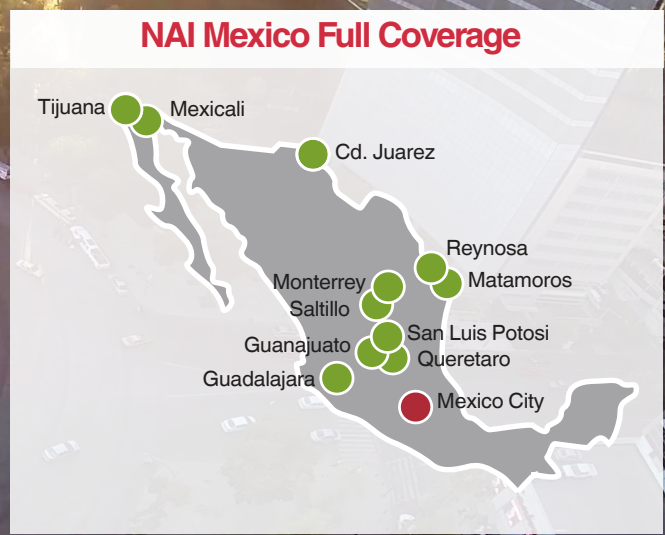 NAI Mexico Full Coverage
Tijuana
Mexicali
Cd. Juarez
Reynosa
Matamoros
Monterrey
Saltillo
San Luis Potosi
Guanajuato
Queretaro
Guadalajara
Mexico City